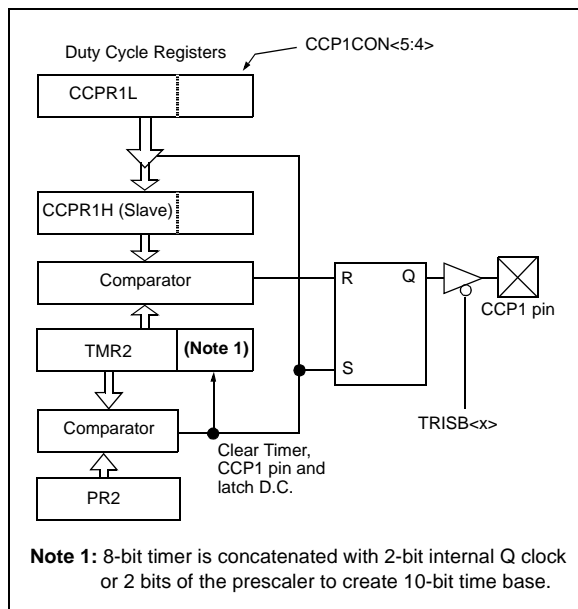 Duty Cycle Registers
CCP1CON<5:4>
CCPR1L
CCPR1H (Slave)
Comparator
R
Q
CCP1 pin
TMR2
(Note 1)
S
TRISB<x>
Comparator
Clear Timer,
CCP1 pin and
latch D.C.
PR2
Note 1: 8-bit timer is concatenated with 2-bit internal Q clock
or 2 bits of the prescaler to create 10-bit time base.